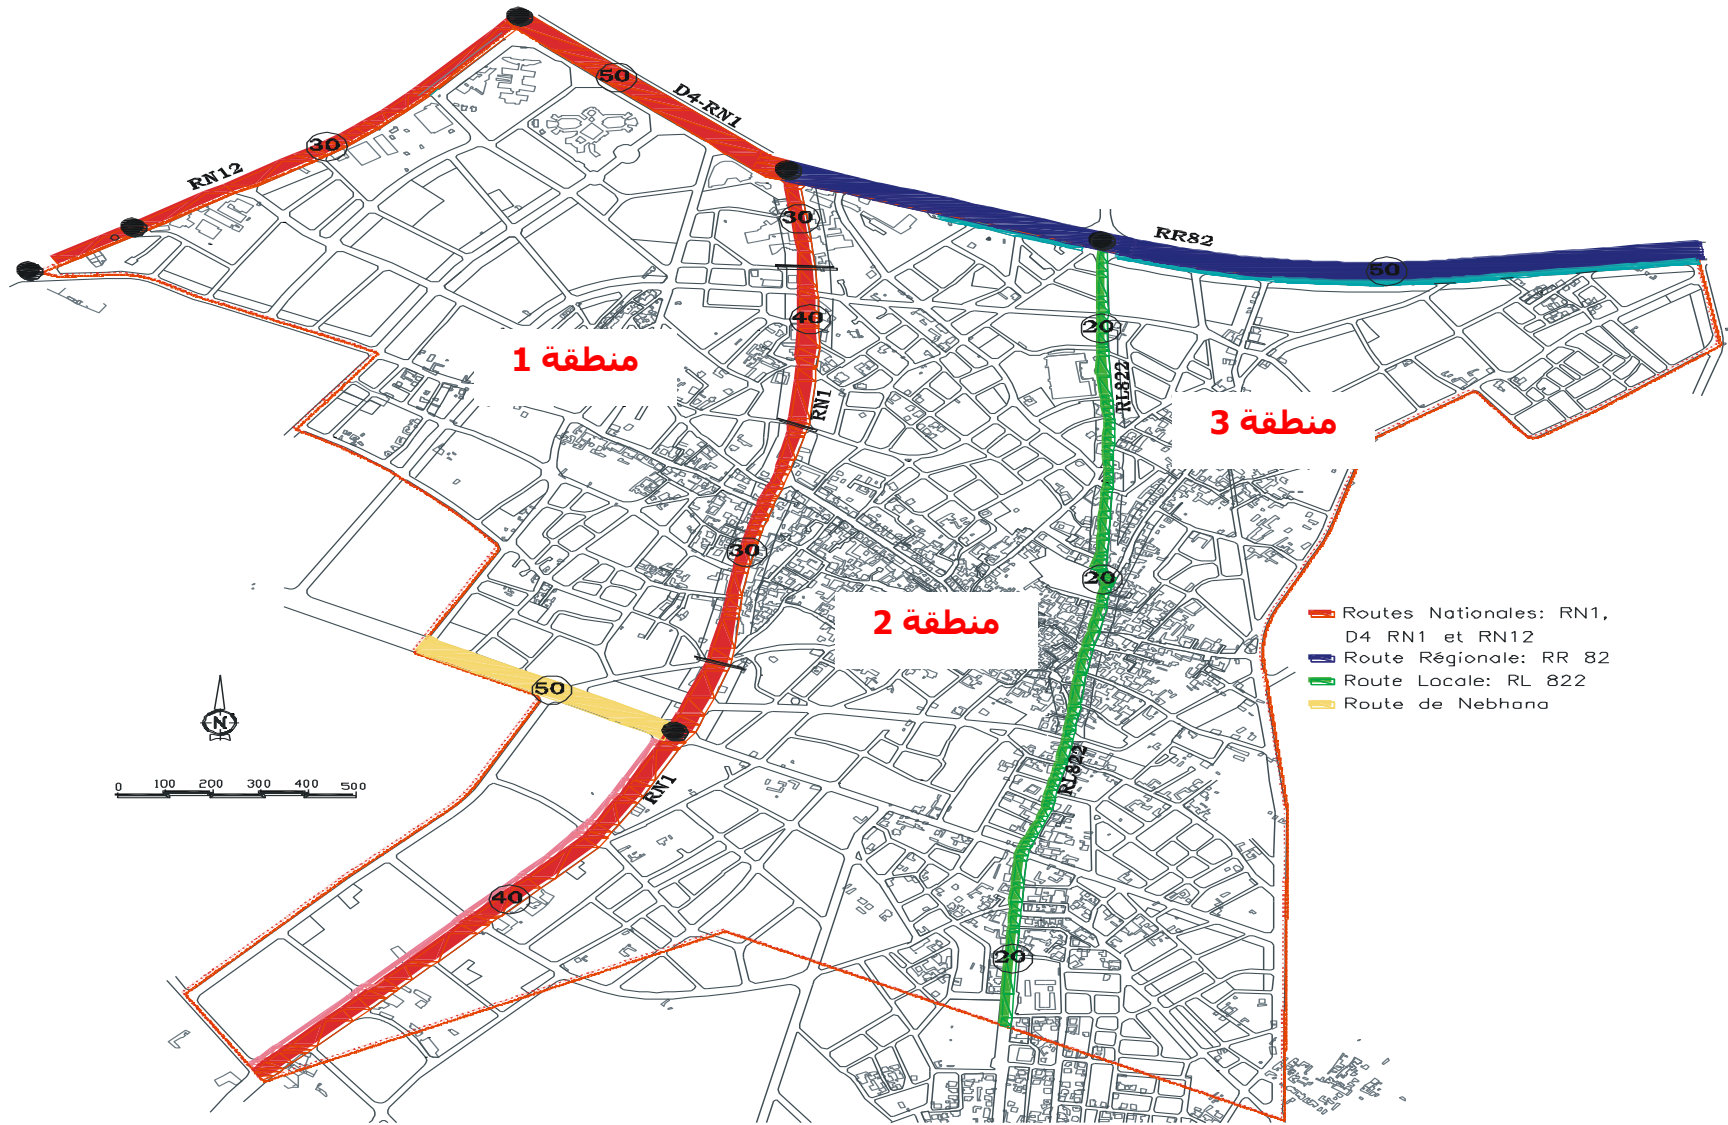 50
D4-RN1
30
RN12
30
RR82
50
40
20
منطقة 1
RN1
RL822
منطقة 3
30
20
منطقة 2
Routes Nationales: RN1,
D4 RN1 et RN12
Route Régionale: RR 82
Route Locale: RL 822
Route de Nebhana
50
N
RN1
RL822
0 100 200 300 400 500
40
20